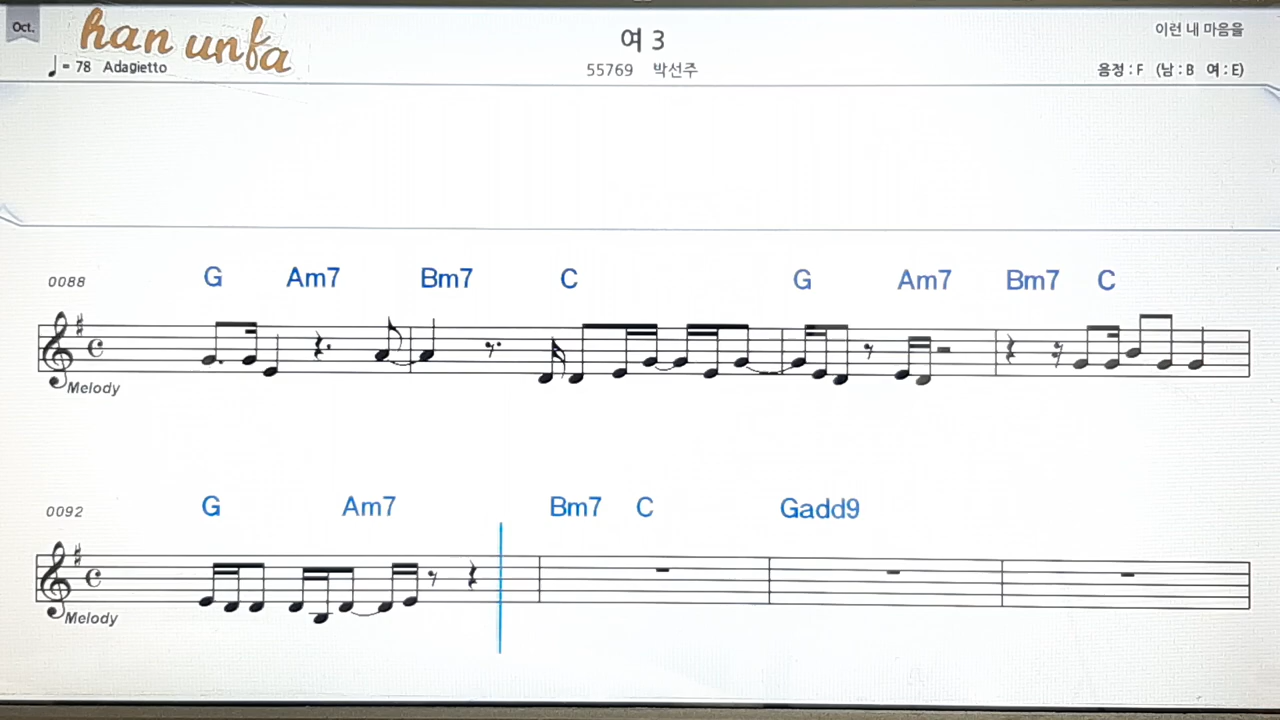 Oct.
han unfa
여 3
이런 내 마음을
♩= 78 Adagietto
55769 박선주
음정 : F (남 : B 여 : E)
0088 G Am7 Bm7 C G Am7 Bm7 C
Melody
0092 G Am7 Bm7 C Gadd9
Melody